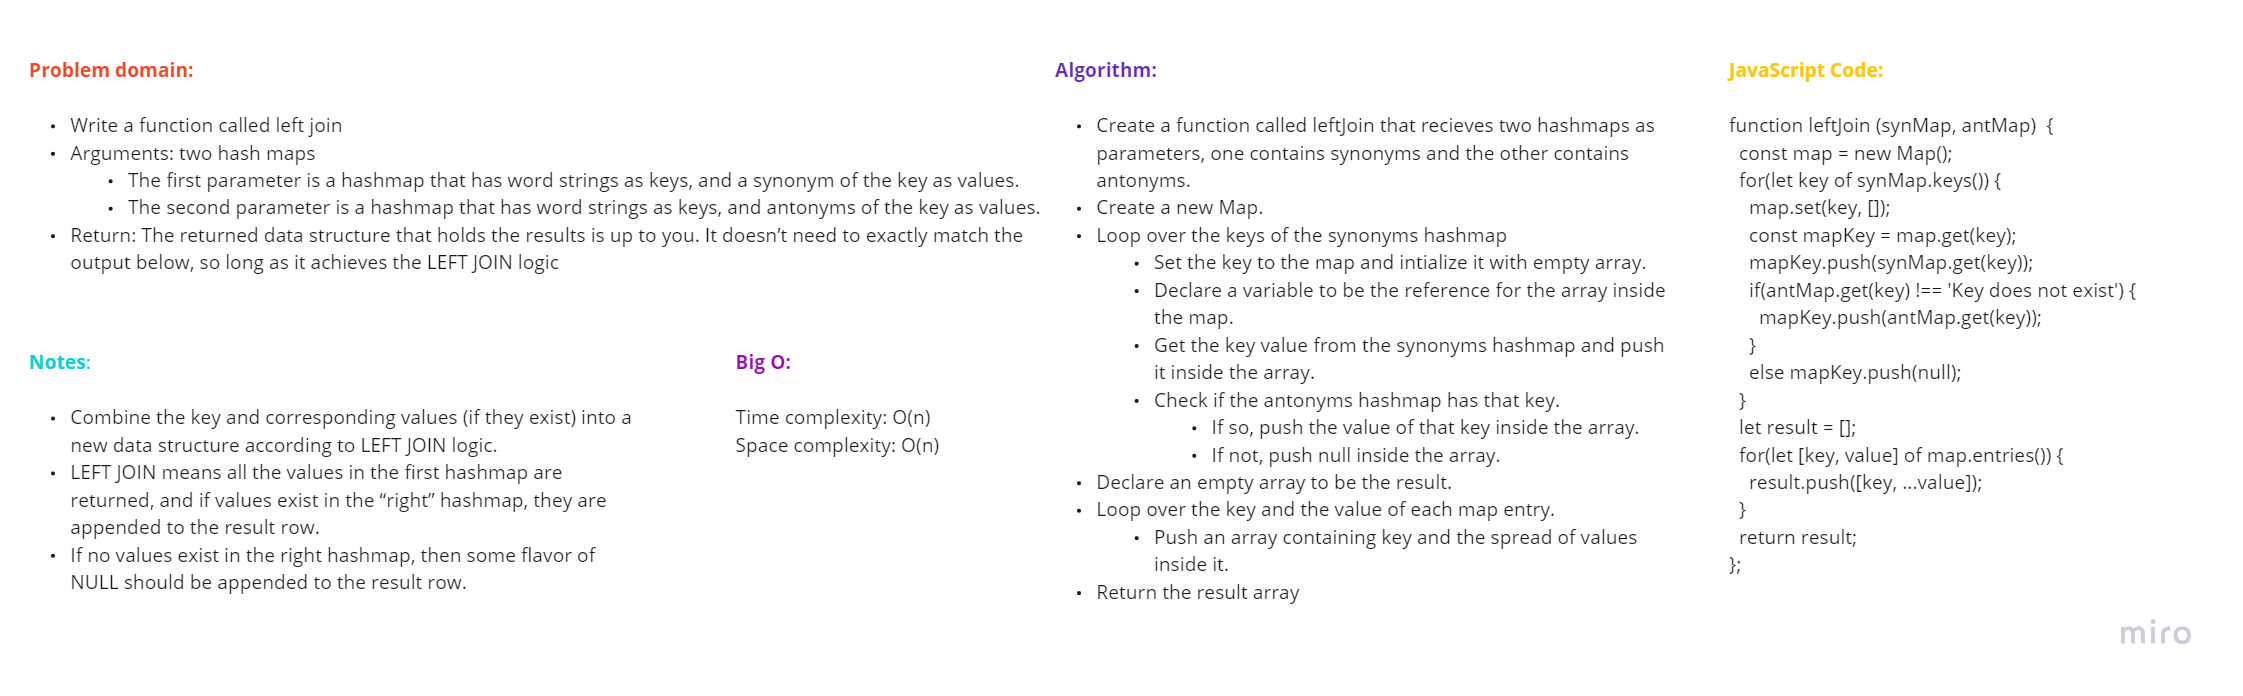 Problem domain:
• Write a function called left join
• Arguments: two hash maps
• The first parameter is a hashmap that has word strings as keys, and a synonym of the key as values.
• The second parameter is a hashmap that has word strings as keys, and antonyms of the key as values.
• Return: The returned data structure that holds the results is up to you. It doesn’t need to exactly match the
output below, so long as it achieves the LEFT JOIN logic
Notes:
• Combine the key and corresponding values (if they exist) into a
new data structure according to LEFT JOIN logic.
• LEFT JOIN means all the values in the first hashmap are
returned, and if values exist in the “right” hashmap, they are
appended to the result row.
• If no values exist in the right hashmap, then some flavor of
NULL should be appended to the result row.
Big O:
Time complexity: O(n)
Space complexity: O(n)
Algorithm:
• Create a function called leftJoin that recieves two hashmaps as
parameters, one contains synonyms and the other contains
antonyms.
• Create a new Map.
• Loop over the keys of the synonyms hashmap
• Set the key to the map and intialize it with empty array.
• Declare a variable to be the reference for the array inside
the map.
• Get the key value from the synonyms hashmap and push
it inside the array.
• Check if the antonyms hashmap has that key.
• If so, push the value of that key inside the array.
• If not, push null inside the array.
• Declare an empty array to be the result.
• Loop over the key and the value of each map entry.
• Push an array containing key and the spread of values
inside it.
• Return the result array
JavaScript Code:
function leftJoin (synMap, antMap) {
const map = new Map();
for(let key of synMap.keys()) {
map.set(key, []);
const mapKey = map.get(key);
mapKey.push(synMap.get(key));
if(antMap.get(key) !== 'Key does not exist') {
mapKey.push(antMap.get(key));
}
else mapKey.push(null);
}
let result = [];
for(let [key, value] of map.entries()) {
result.push([key, ...value]);
}
return result;
};
miro